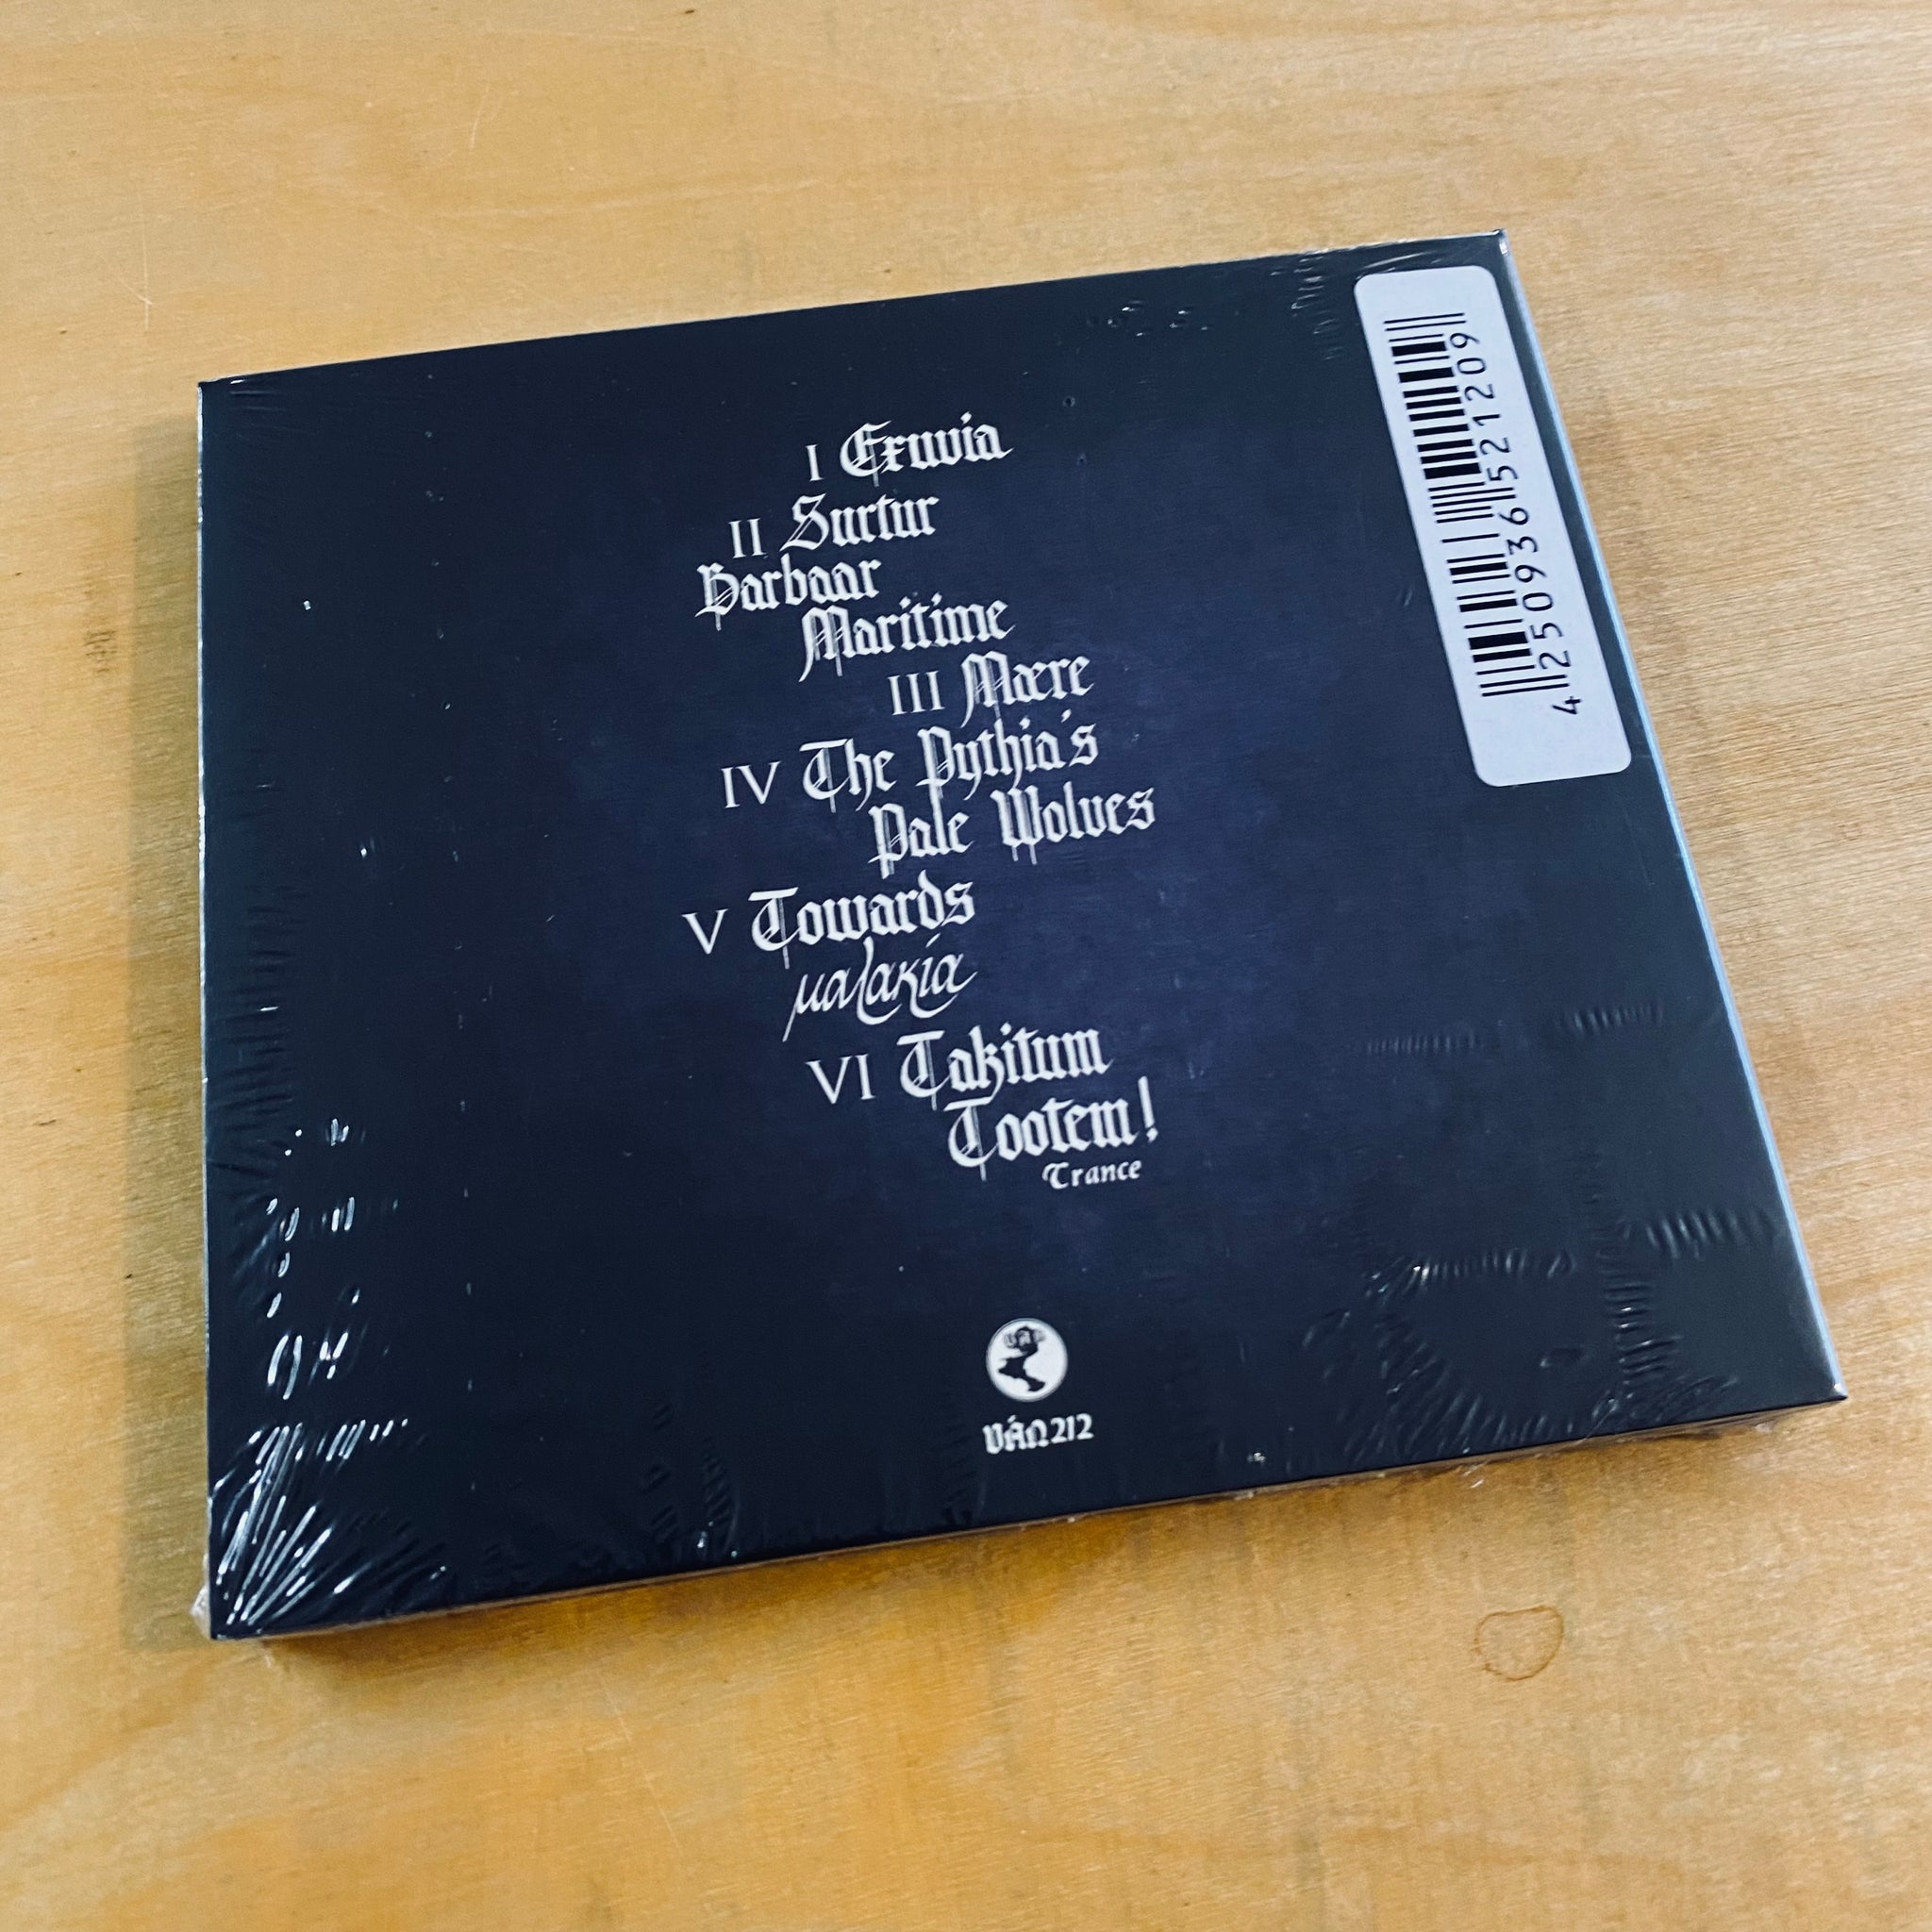 I Exuvia
II Surtur
Barbaar
Maritime
III Mære
IV The Pythia's
Pale Wolves
V Towards
μαλακία
VI Takitum
Tootem!
Trance
VÁN
VÁN212
4 250936 521209